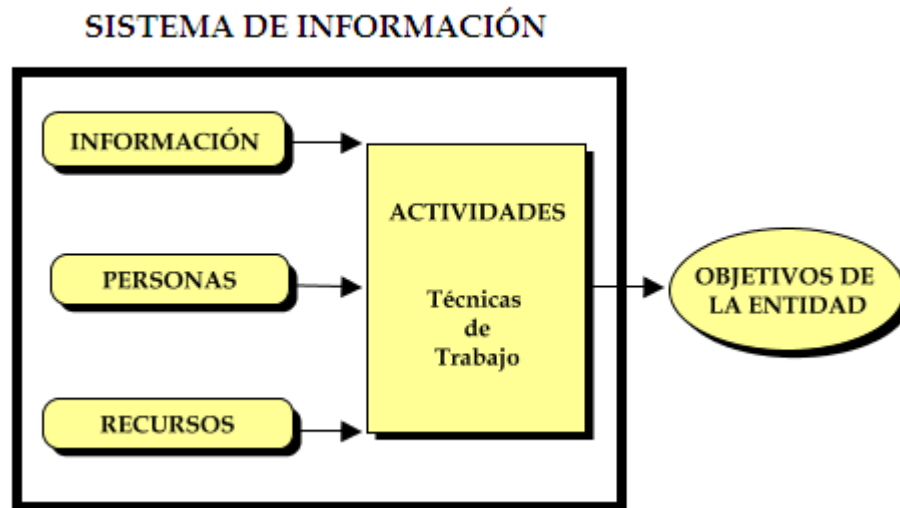 SISTEMA DE INFORMACIÓN
INFORMACIÓN
PERSONAS
RECURSOS
ACTIVIDADES
Técnicas
de
Trabajo
OBJETIVOS DE
LA ENTIDAD